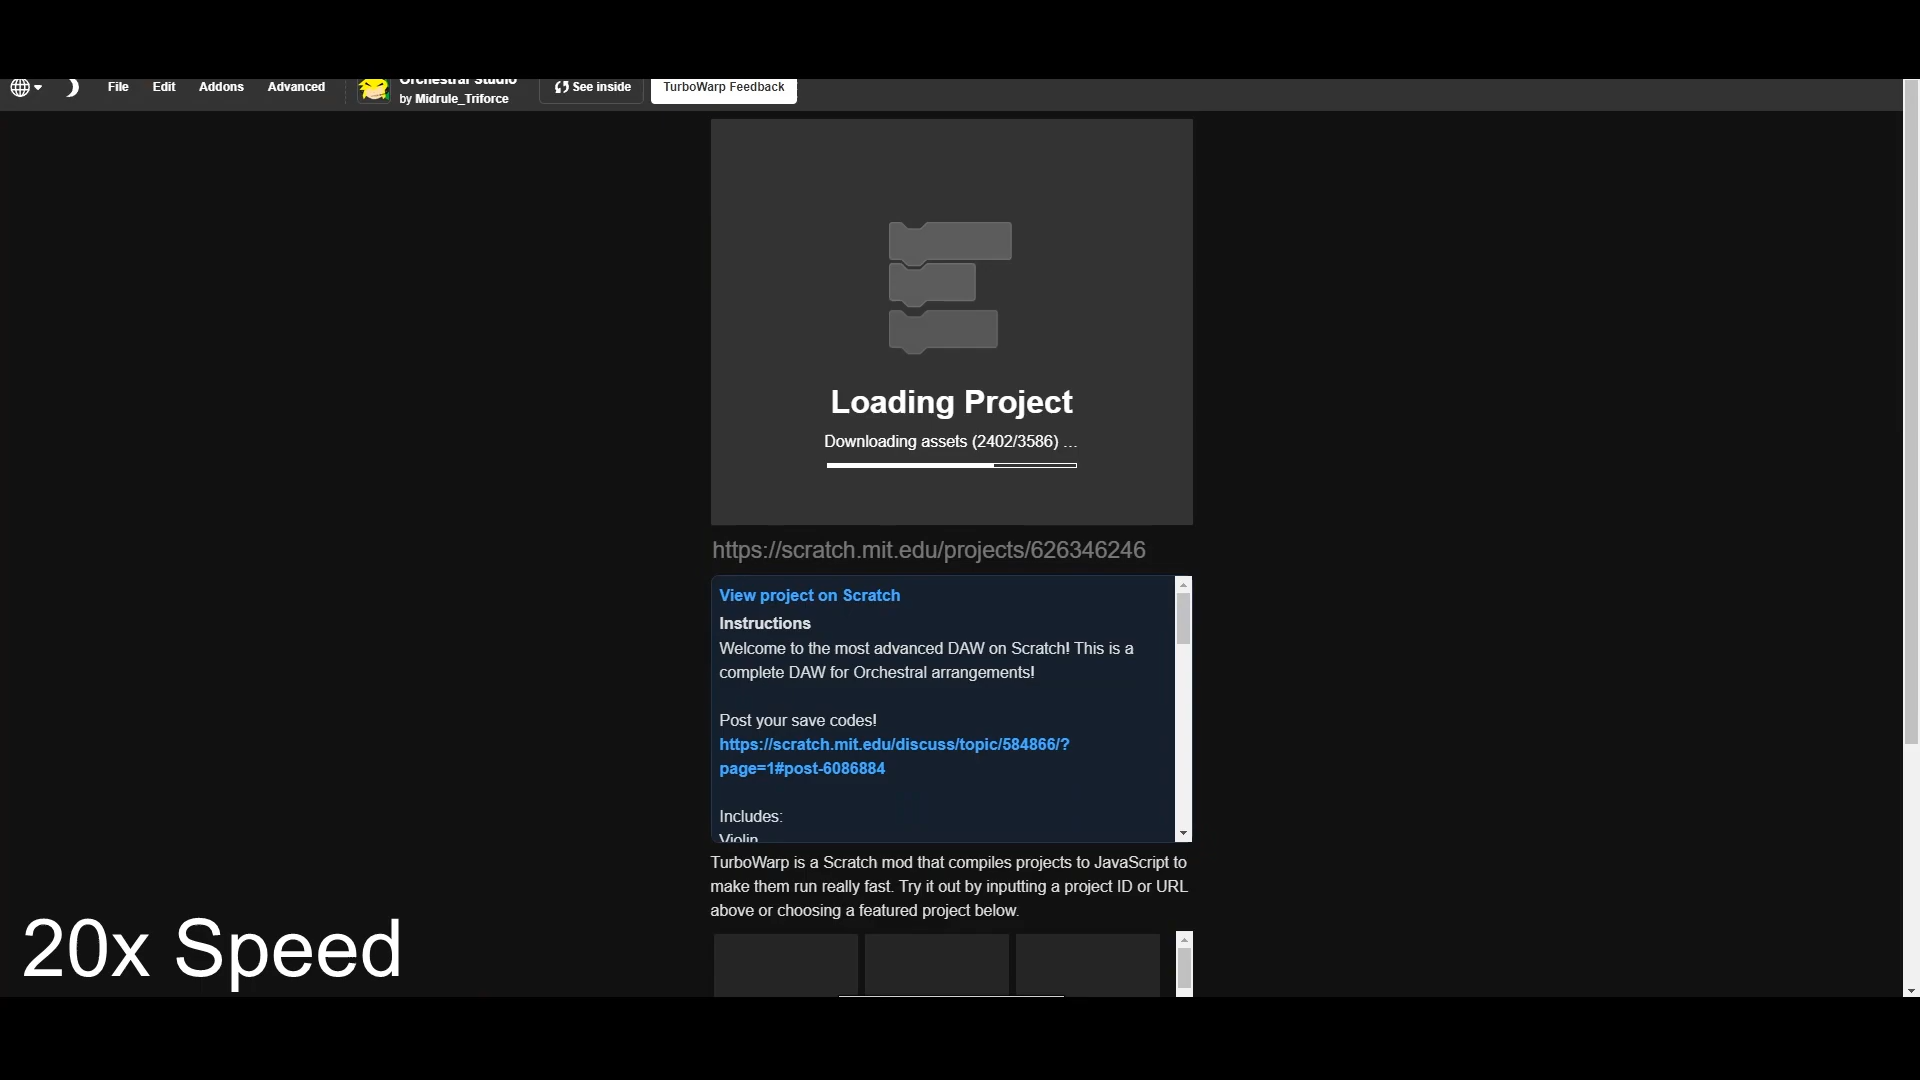 File Edit Addons Advanced
Orchestral Studio
by Midrule_Triforce
See inside
TurboWarp Feedback
Loading Project
Downloading assets (2402/3586) …
https://scratch.mit.edu/projects/626346246
View project on Scratch
Instructions
Welcome to the most advanced DAW on Scratch! This is a
complete DAW for Orchestral arrangements!
Post your save codes!
https://scratch.mit.edu/discuss/topic/584866/?
page=1#post-6086884
Includes:
Violin
TurboWarp is a Scratch mod that compiles projects to JavaScript to
make them run really fast. Try it out by inputting a project ID or URL
above or choosing a featured project below.
20x Speed